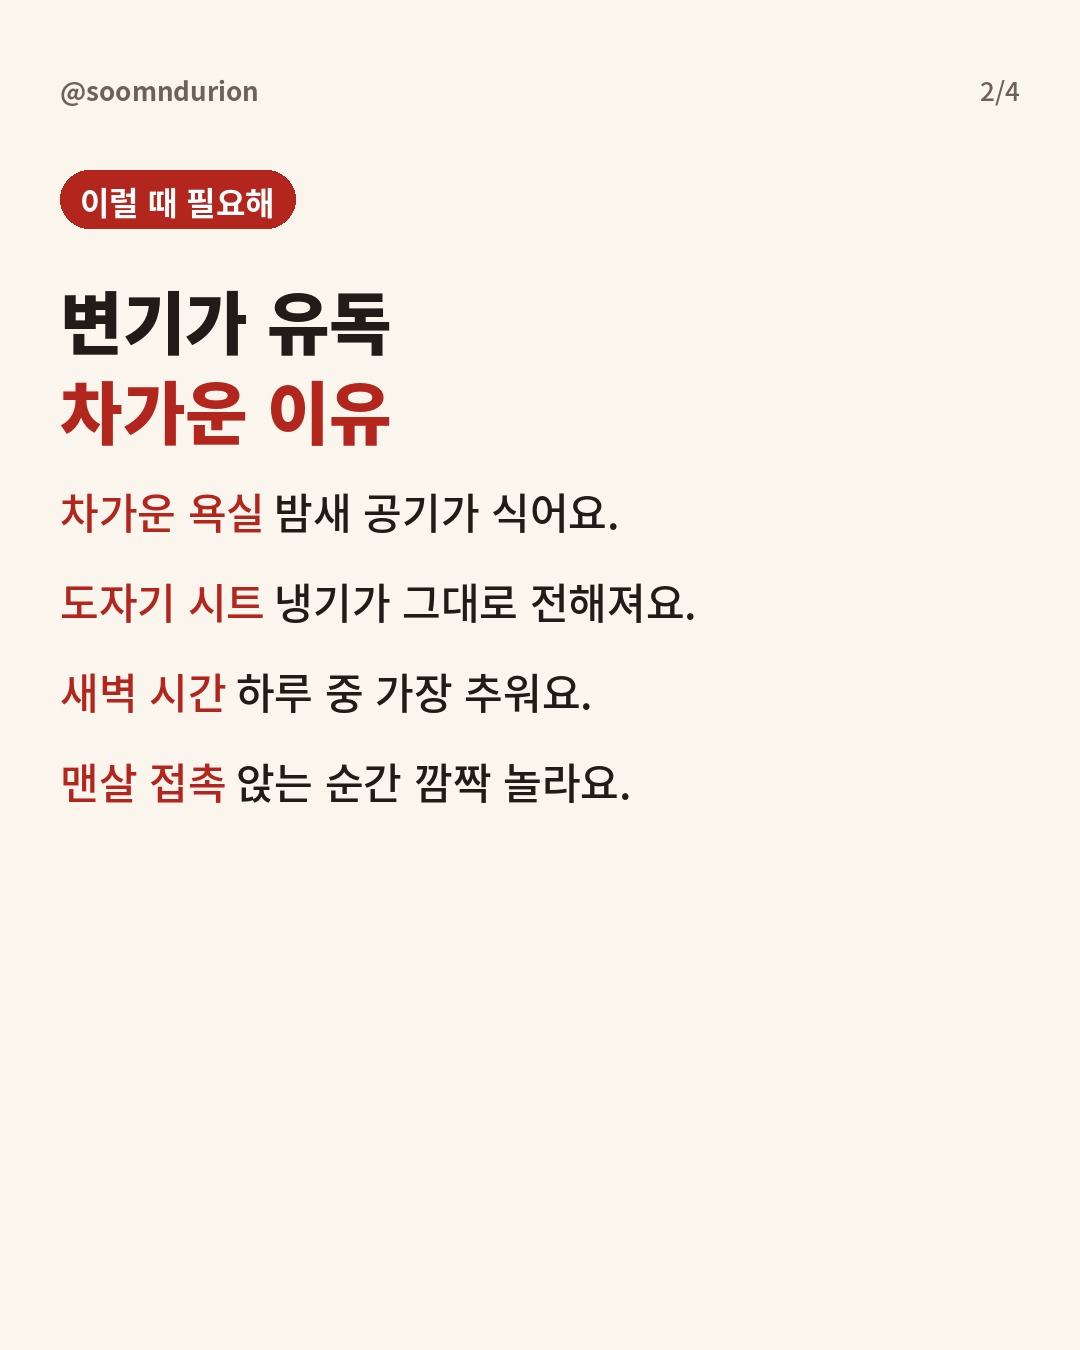 @soomndurion
2/4
이럴 때 필요해
변기가 유독
차가운 이유
차가운 욕실 밤새 공기가 식어요.
도자기 시트 냉기가 그대로 전해져요.
새벽 시간 하루 중 가장 추워요.
맨살 접촉 앉는 순간 깜짝 놀라요.